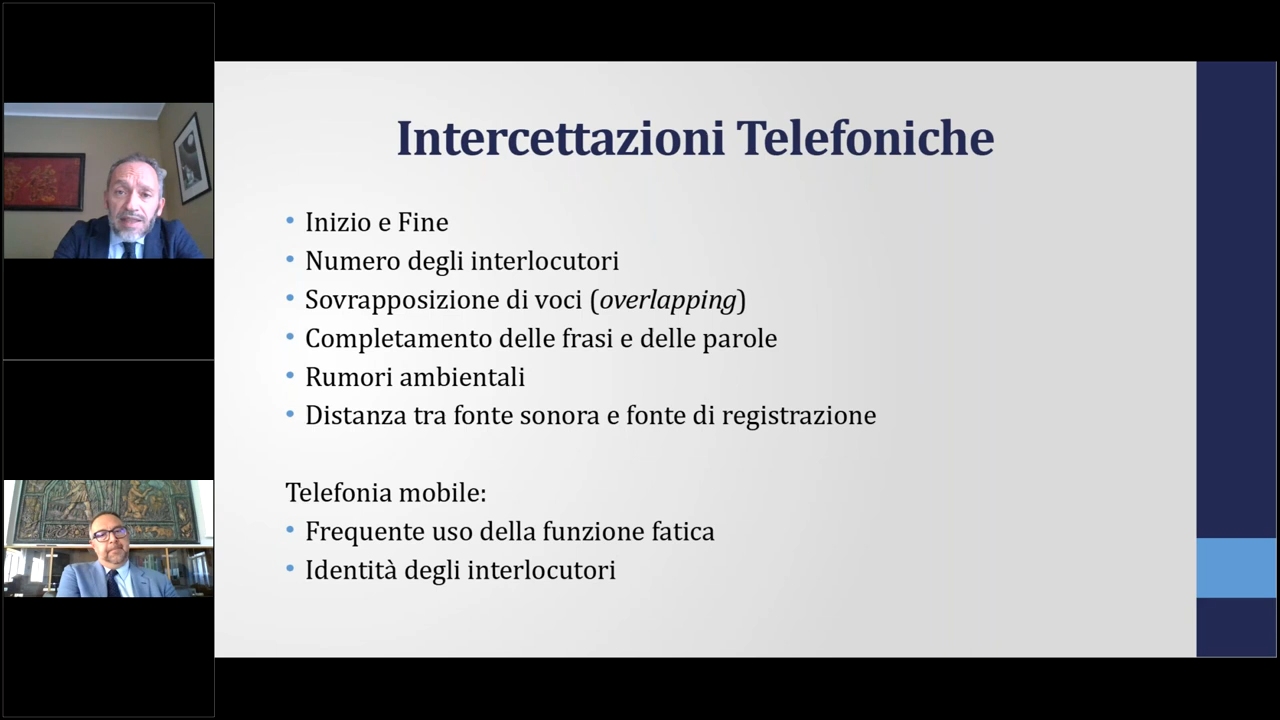 Intercettazioni Telefoniche
• Inizio e Fine
• Numero degli interlocutori
• Sovrapposizione di voci (overlapping)
• Completamento delle frasi e delle parole
• Rumori ambientali
• Distanza tra fonte sonora e fonte di registrazione
Telefonia mobile:
• Frequente uso della funzione fatica
• Identità degli interlocutori